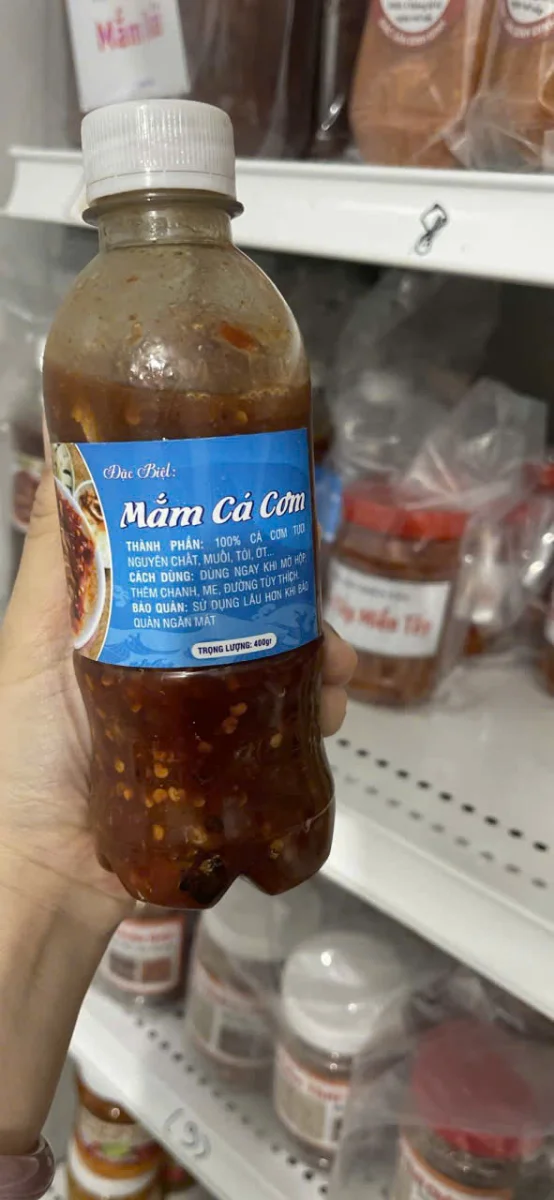 Mắm
Đặc Biệt:
Mắm Cá Cơm
THÀNH PHẦN: 100% CÁ CƠM TƯƠI
NGUYÊN CHẤT, MUỐI, TỎI, ỚT...
CÁCH DÙNG: DÙNG NGAY KHI MỞ HỘP,
THÊM CHANH, ME, ĐƯỜNG TÙY THÍCH.
BẢO QUẢN: SỬ DỤNG LÂU HƠN KHI BẢO
QUẢN NGĂN MÁT
TRỌNG LƯỢNG: 400gr